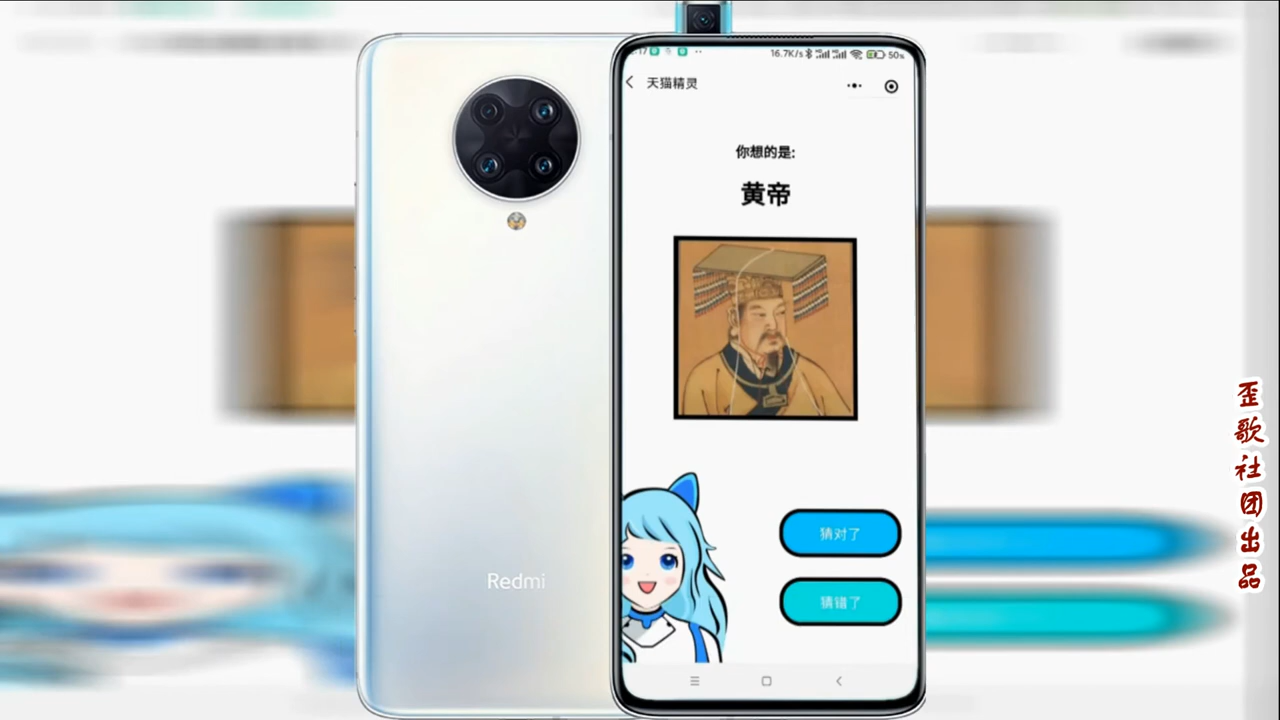 :17
16.7K/s
50%
天猫精灵
你想的是:
黄帝
猜对了
猜错了
Redmi
歪歌社团出品